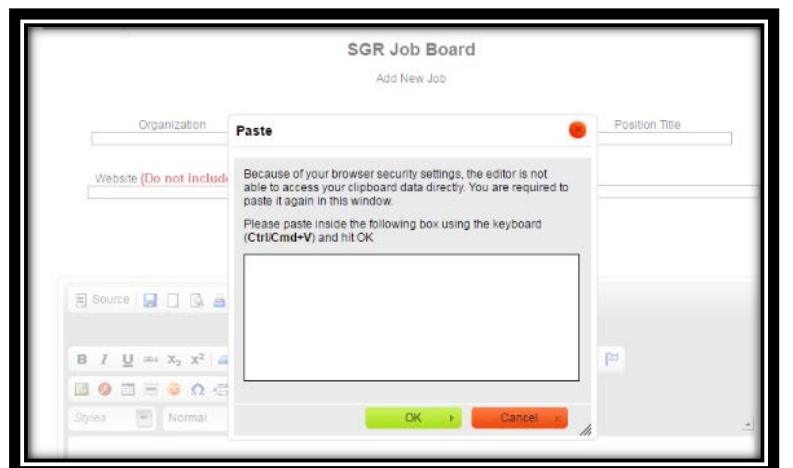 SGR Job Board
Add New Job
Organization
Position Title
Paste
Website (Do not includ
Because of your browser security settings, the editor is not
able to access your clipboard data directly. You are required to
paste it again in this window.
Please paste inside the following box using the keyboard
(Ctrl/Cmd+V) and hit OK
Source
B I U abc X₂ X²
Styles Normal
OK Cancel